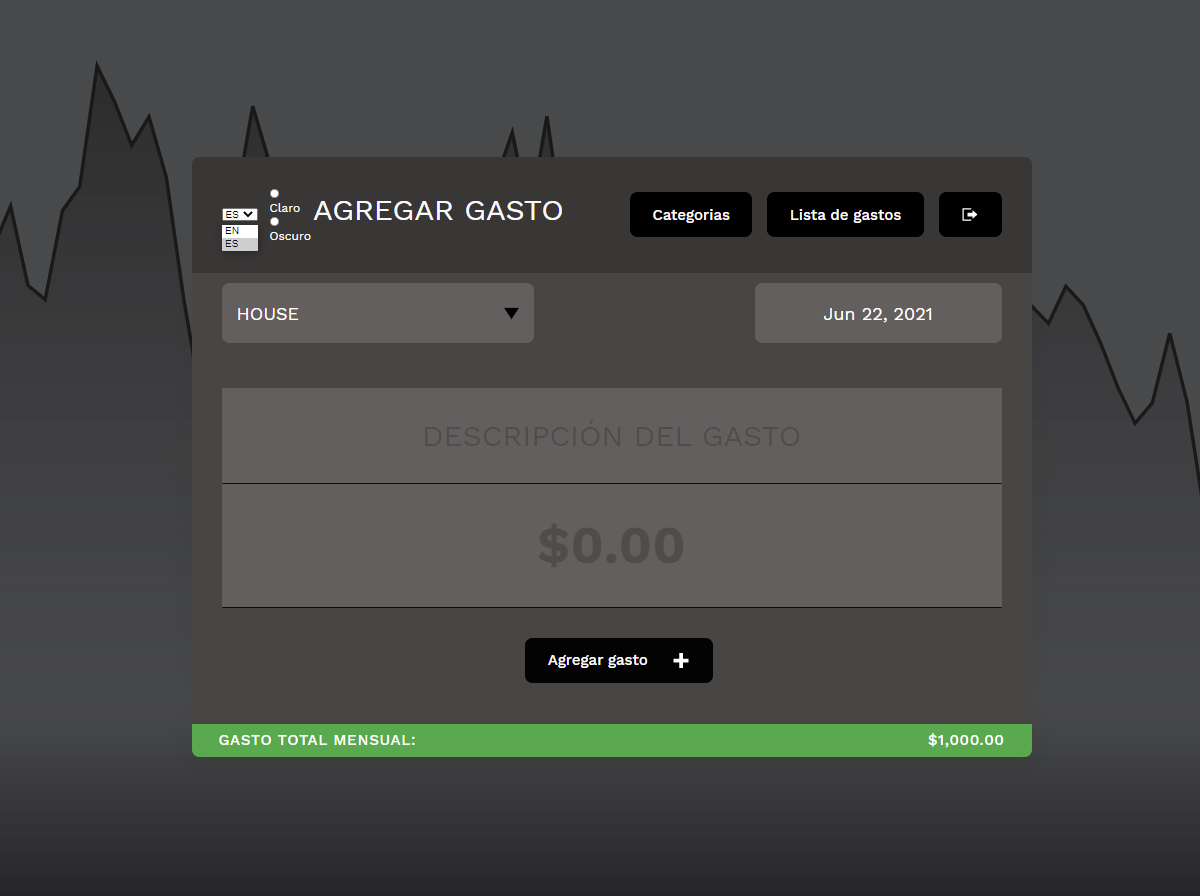 ES
EN
ES
Claro
Oscuro
AGREGAR GASTO
Categorias
Lista de gastos
HOUSE
Jun 22, 2021
DESCRIPCIÓN DEL GASTO
$0.00
Agregar gasto
GASTO TOTAL MENSUAL:
$1,000.00